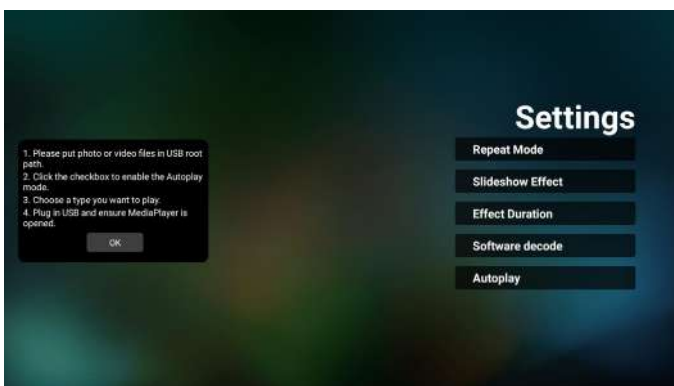 Settings
1. Please put photo or video files in USB root
path.
2. Click the checkbox to enable the Autoplay
mode.
3. Choose a type you want to play.
4. Plug in USB and ensure MediaPlayer is
opened.
OK
Repeat Mode
Slideshow Effect
Effect Duration
Software decode
Autoplay